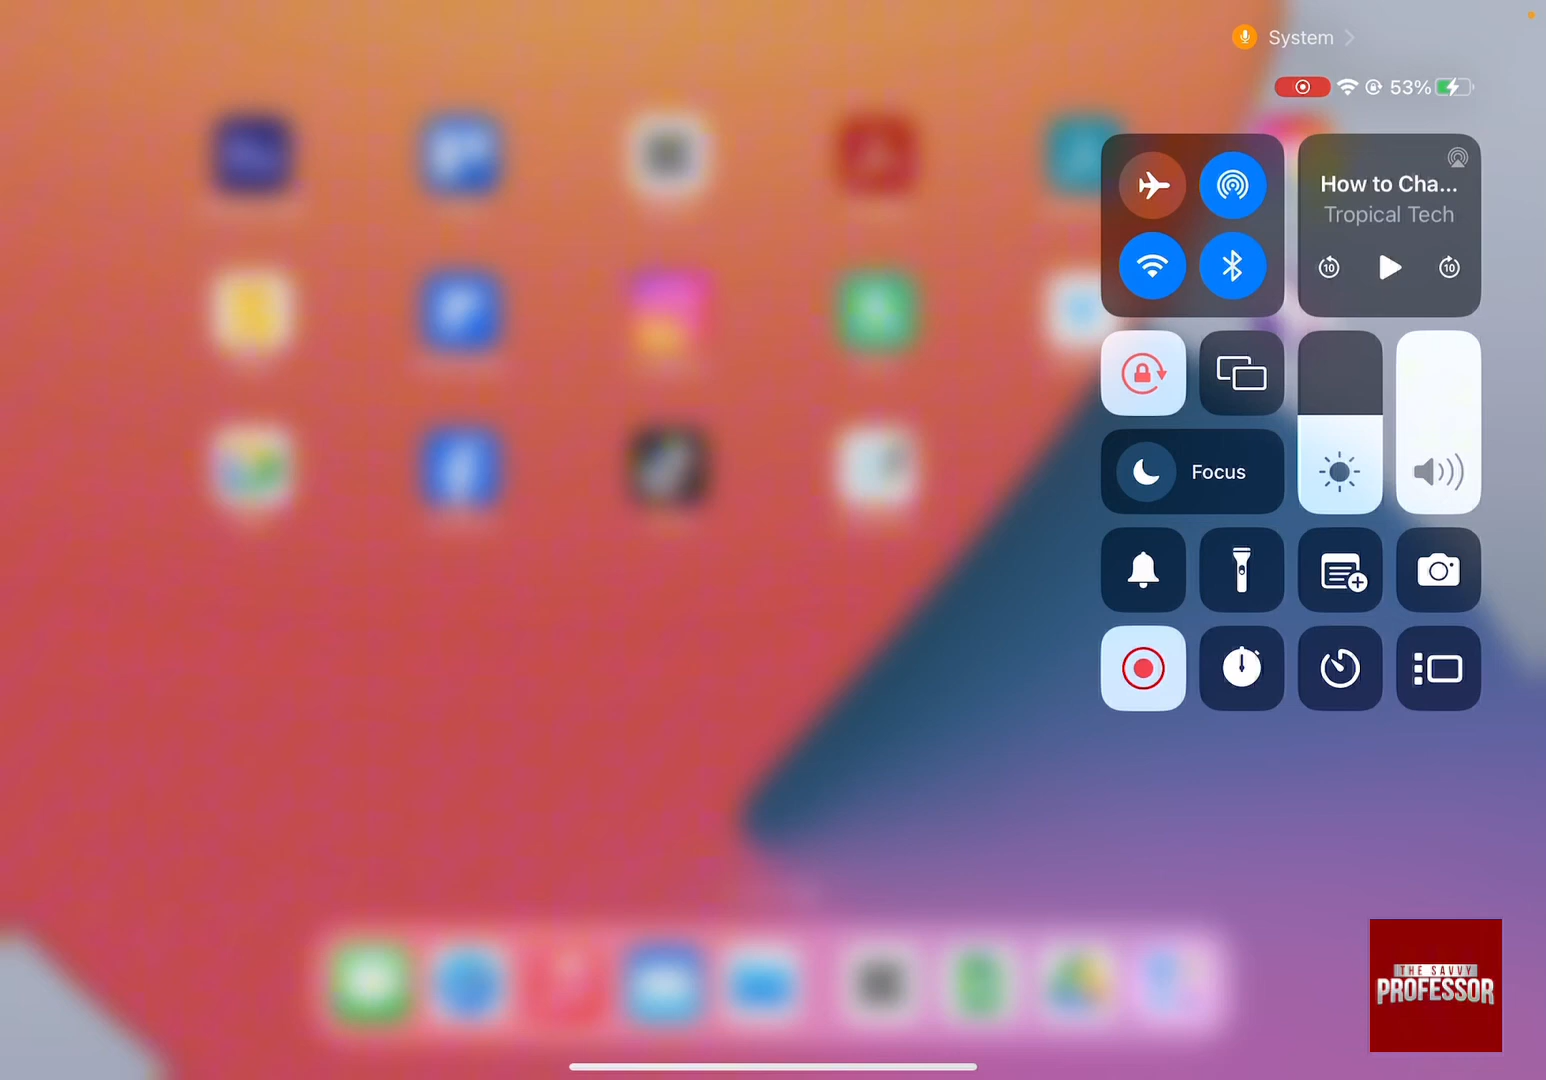 System
53%
How to Cha...
Tropical Tech
10
10
Focus
THE SAVVY
PROFESSOR